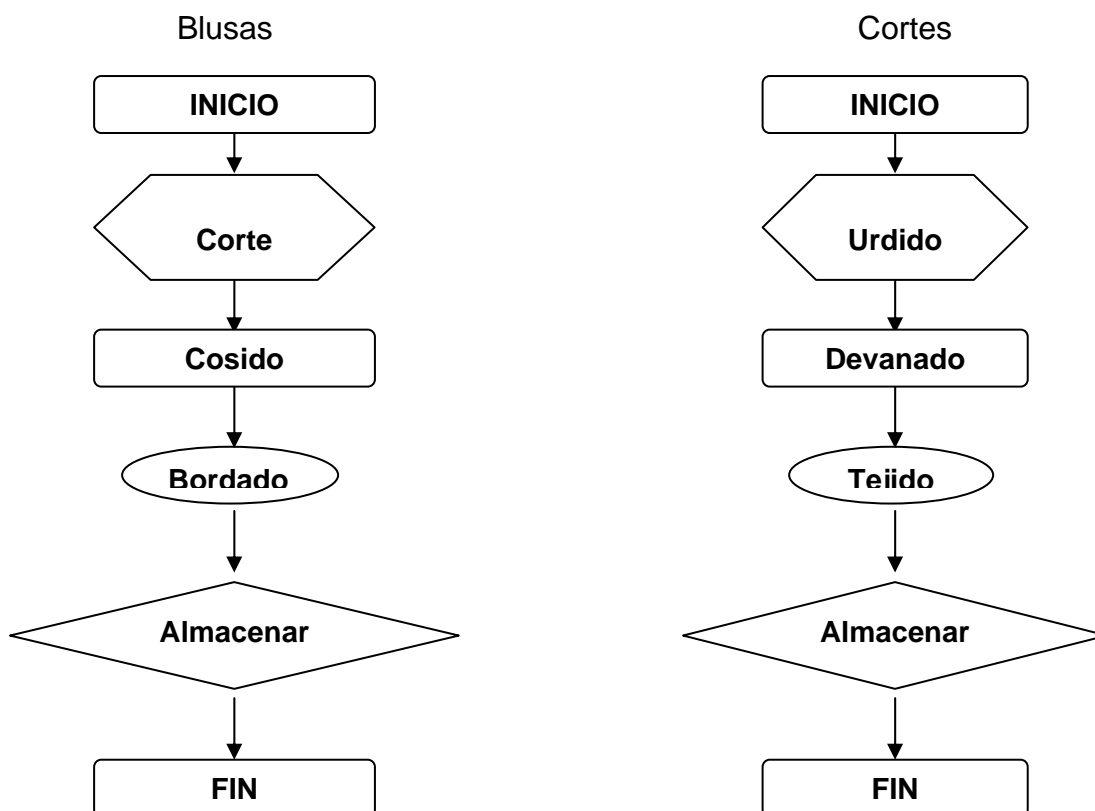 Blusas
INICIO
Corte
Cosido
Bordado
Almacenar
FIN
Cortes
INICIO
Urdido
Devanado
Tejido
Almacenar
FIN